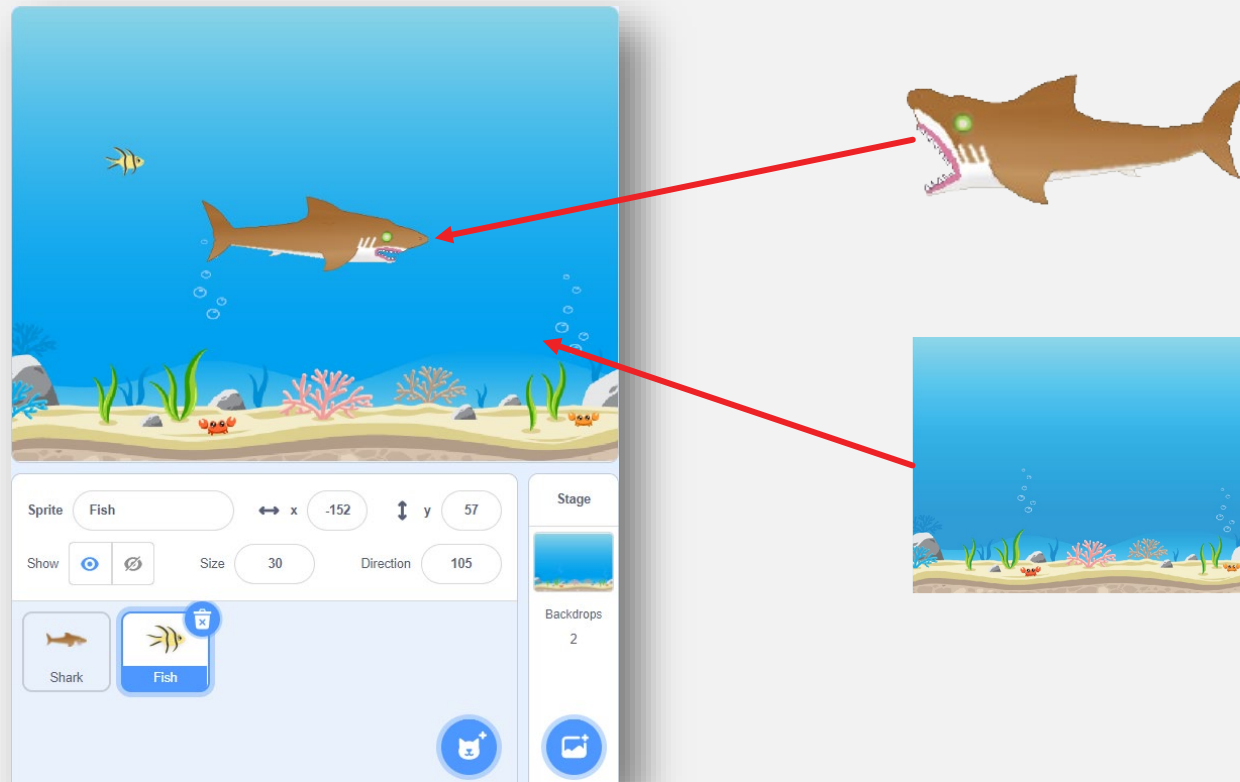 Sprite Fish x -152 y 57 Stage
Show Size 30 Direction 105
Backdrops
2
Shark Fish